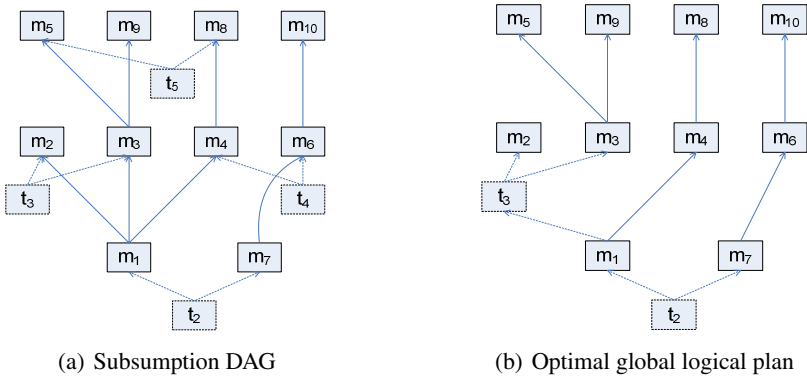 m₅ m₉ m₈ m₁₀
t₅
m₂ m₃ m₄ m₆
t₃ t₄
m₁ m₇
t₂
(a) Subsumption DAG
m₅ m₉ m₈ m₁₀
m₂ m₃ m₄ m₆
t₃
m₁ m₇
t₂
(b) Optimal global logical plan